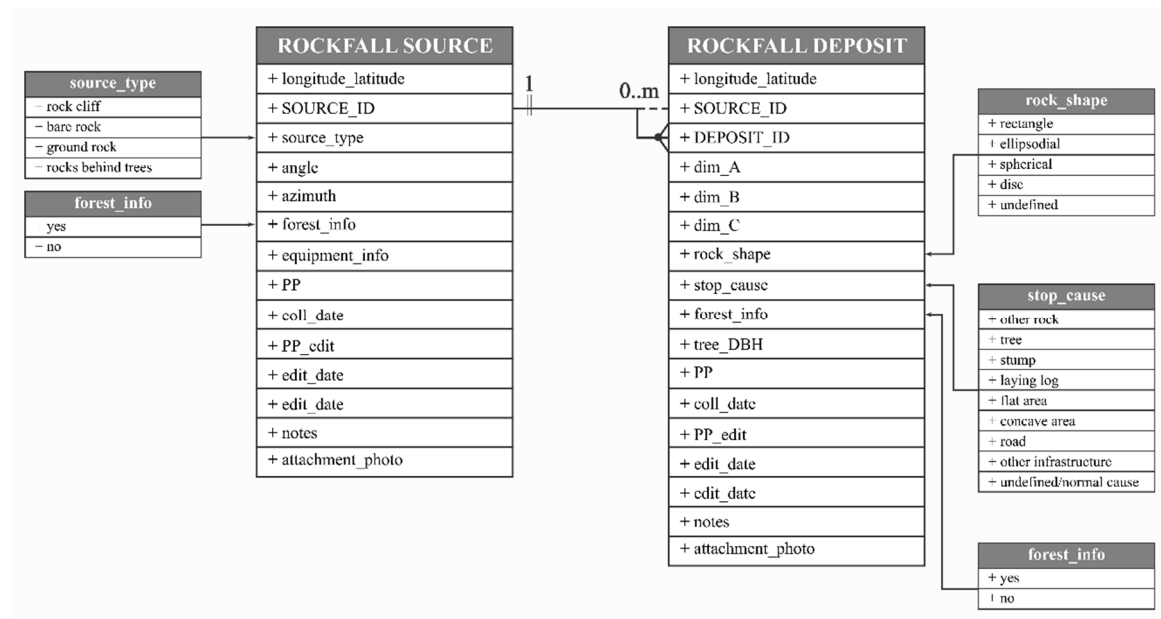 source_type
− rock cliff
− bare rock
− ground rock
− rocks behind trees
forest_info
yes
− no
ROCKFALL SOURCE
+ longitude_latitude
+ SOURCE_ID
+ source_type
+ angle
+ azimuth
+ forest_info
+ equipment_info
+ PP
+ coll_date
+ PP_edit
+ edit_date
+ edit_date
+ notes
+ attachment_photo
1
0..m
ROCKFALL DEPOSIT
+ longitude_latitude
+ SOURCE_ID
+ DEPOSIT_ID
+ dim_A
+ dim_B
+ dim_C
+ rock_shape
+ stop_cause
+ forest_info
+ tree_DBH
+ PP
+ coll_date
+ PP_edit
+ edit_date
+ edit_date
+ notes
+ attachment_photo
rock_shape
+ rectangle
+ ellipsodial
+ spherical
+ disc
+ undefined
stop_cause
+ other rock
+ tree
+ stump
+ laying log
+ flat area
+ concave area
+ road
+ other infrastructure
+ undefined/normal cause
forest_info
+ yes
+ no